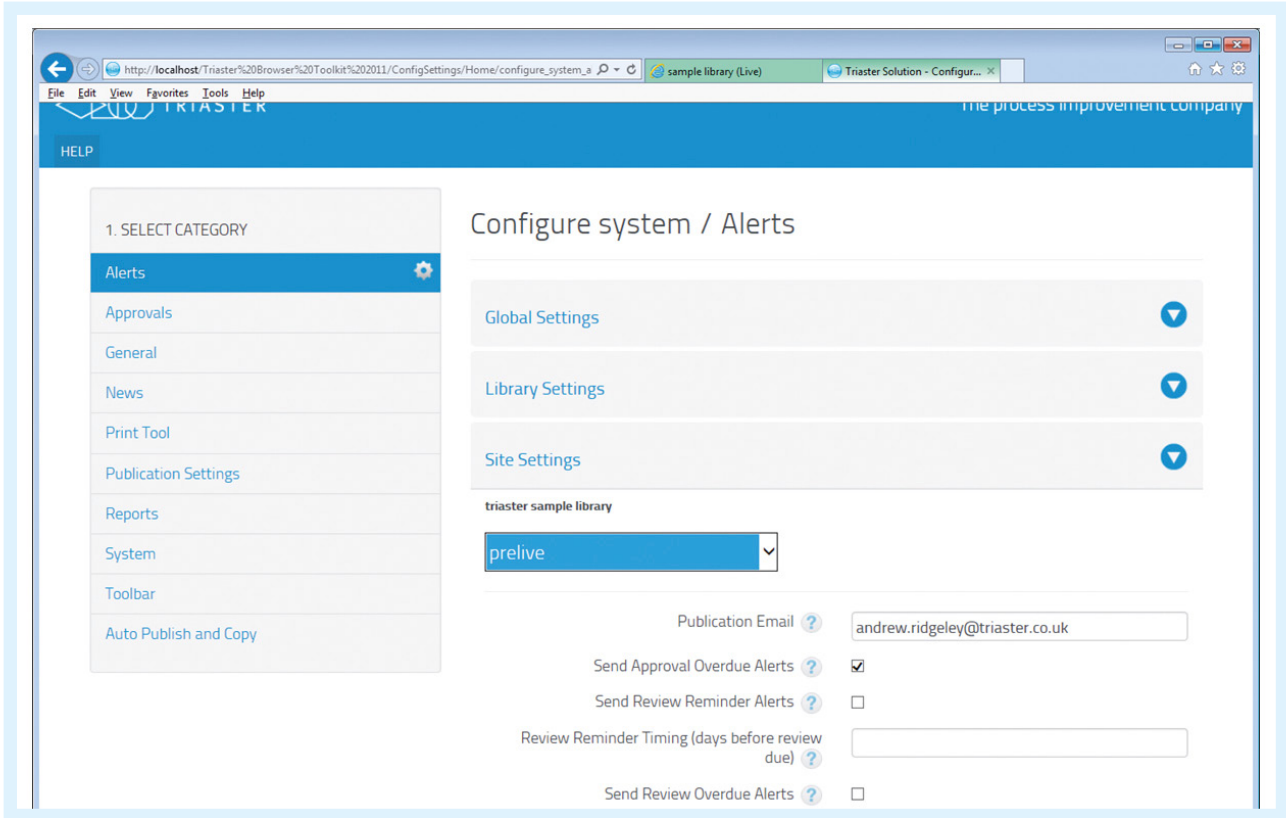 http://localhost/Triaster%20Browser%20Toolkit%202011/ConfigSettings/Home/configure_system_a
sample library (Live)
Triaster Solution - Configur...
File Edit View Favorites Tools Help
TRIASTER
The process improvement company
HELP
1. SELECT CATEGORY
Alerts
Approvals
General
News
Print Tool
Publication Settings
Reports
System
Toolbar
Auto Publish and Copy
Configure system / Alerts
Global Settings
Library Settings
Site Settings
triaster sample library
prelive
Publication Email ?
andrew.ridgeley@triaster.co.uk
Send Approval Overdue Alerts ?
Send Review Reminder Alerts ?
Review Reminder Timing (days before review
due) ?
Send Review Overdue Alerts ?